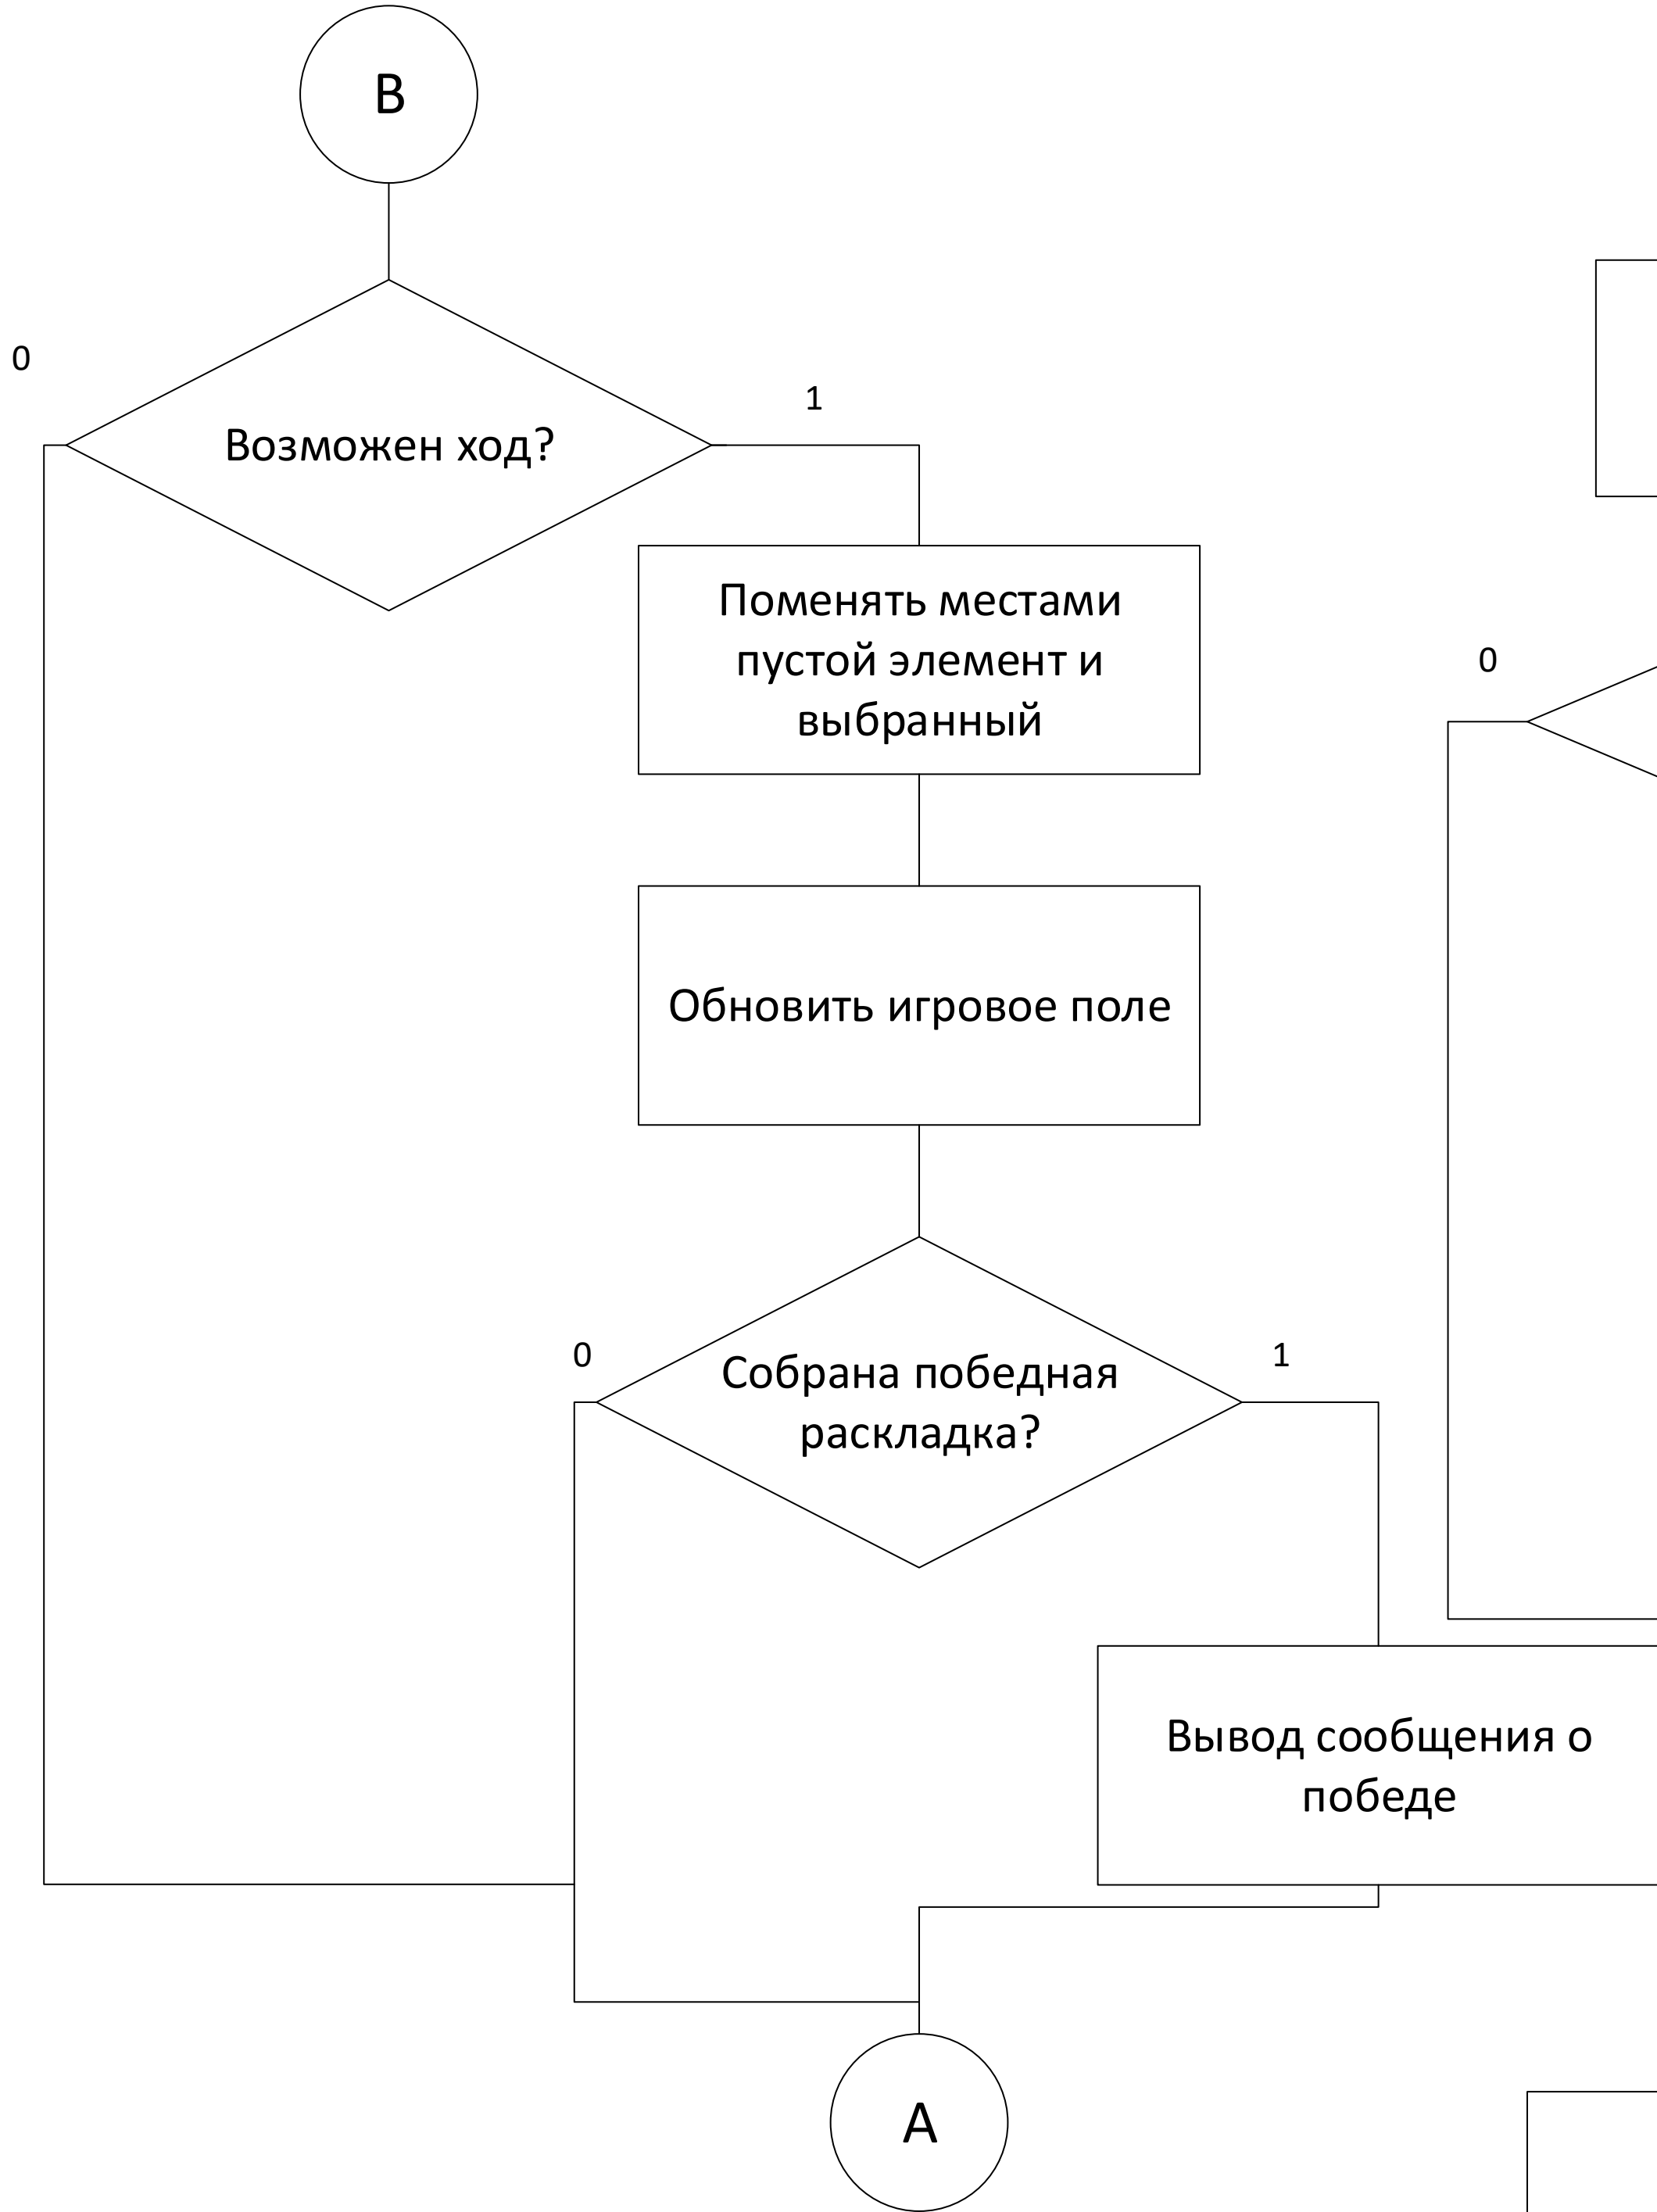 B
0
1
Возможен ход?
Поменять местами
пустой элемент и
выбранный
0
Обновить игровое поле
0
1
Собрана победная
раскладка?
Вывод сообщения о
победе
A